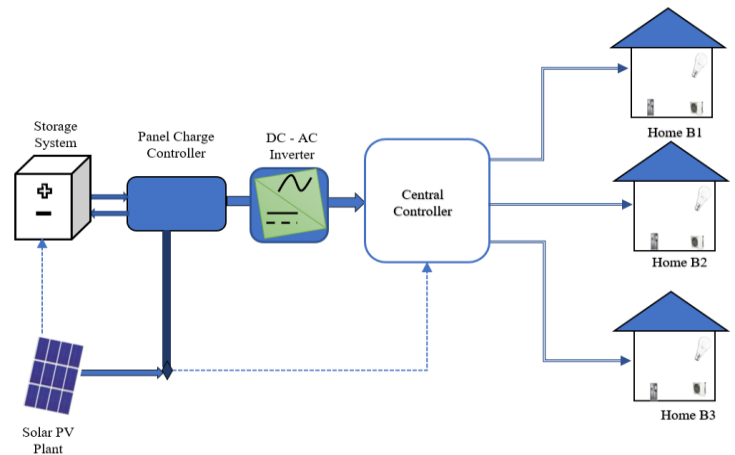 Storage
System
Panel Charge
Controller
DC - AC
Inverter
Central
Controller
Home B1
Home B2
Home B3
Solar PV
Plant